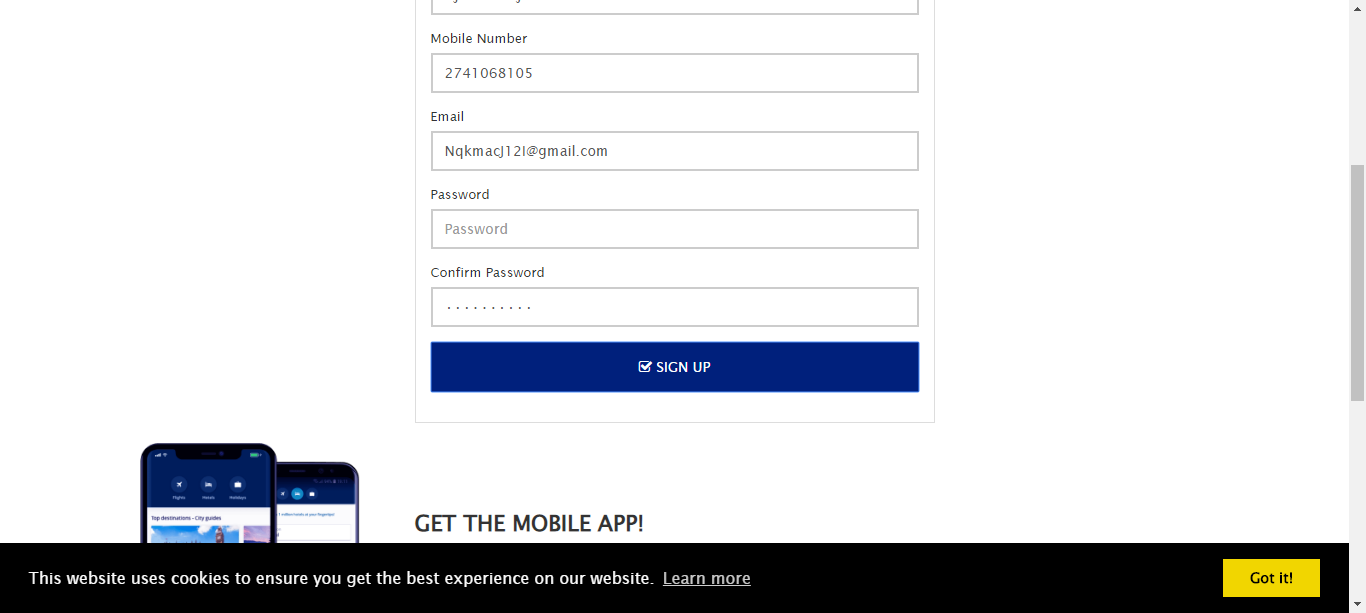 Mobile Number
2741068105
Email
NqkmacJ12I@gmail.com
Password
Password
Confirm Password
..........
SIGN UP
Flights Hotels Holidays
Top destinations - City guides
GET THE MOBILE APP!
This website uses cookies to ensure you get the best experience on our website. Learn more
Got it!